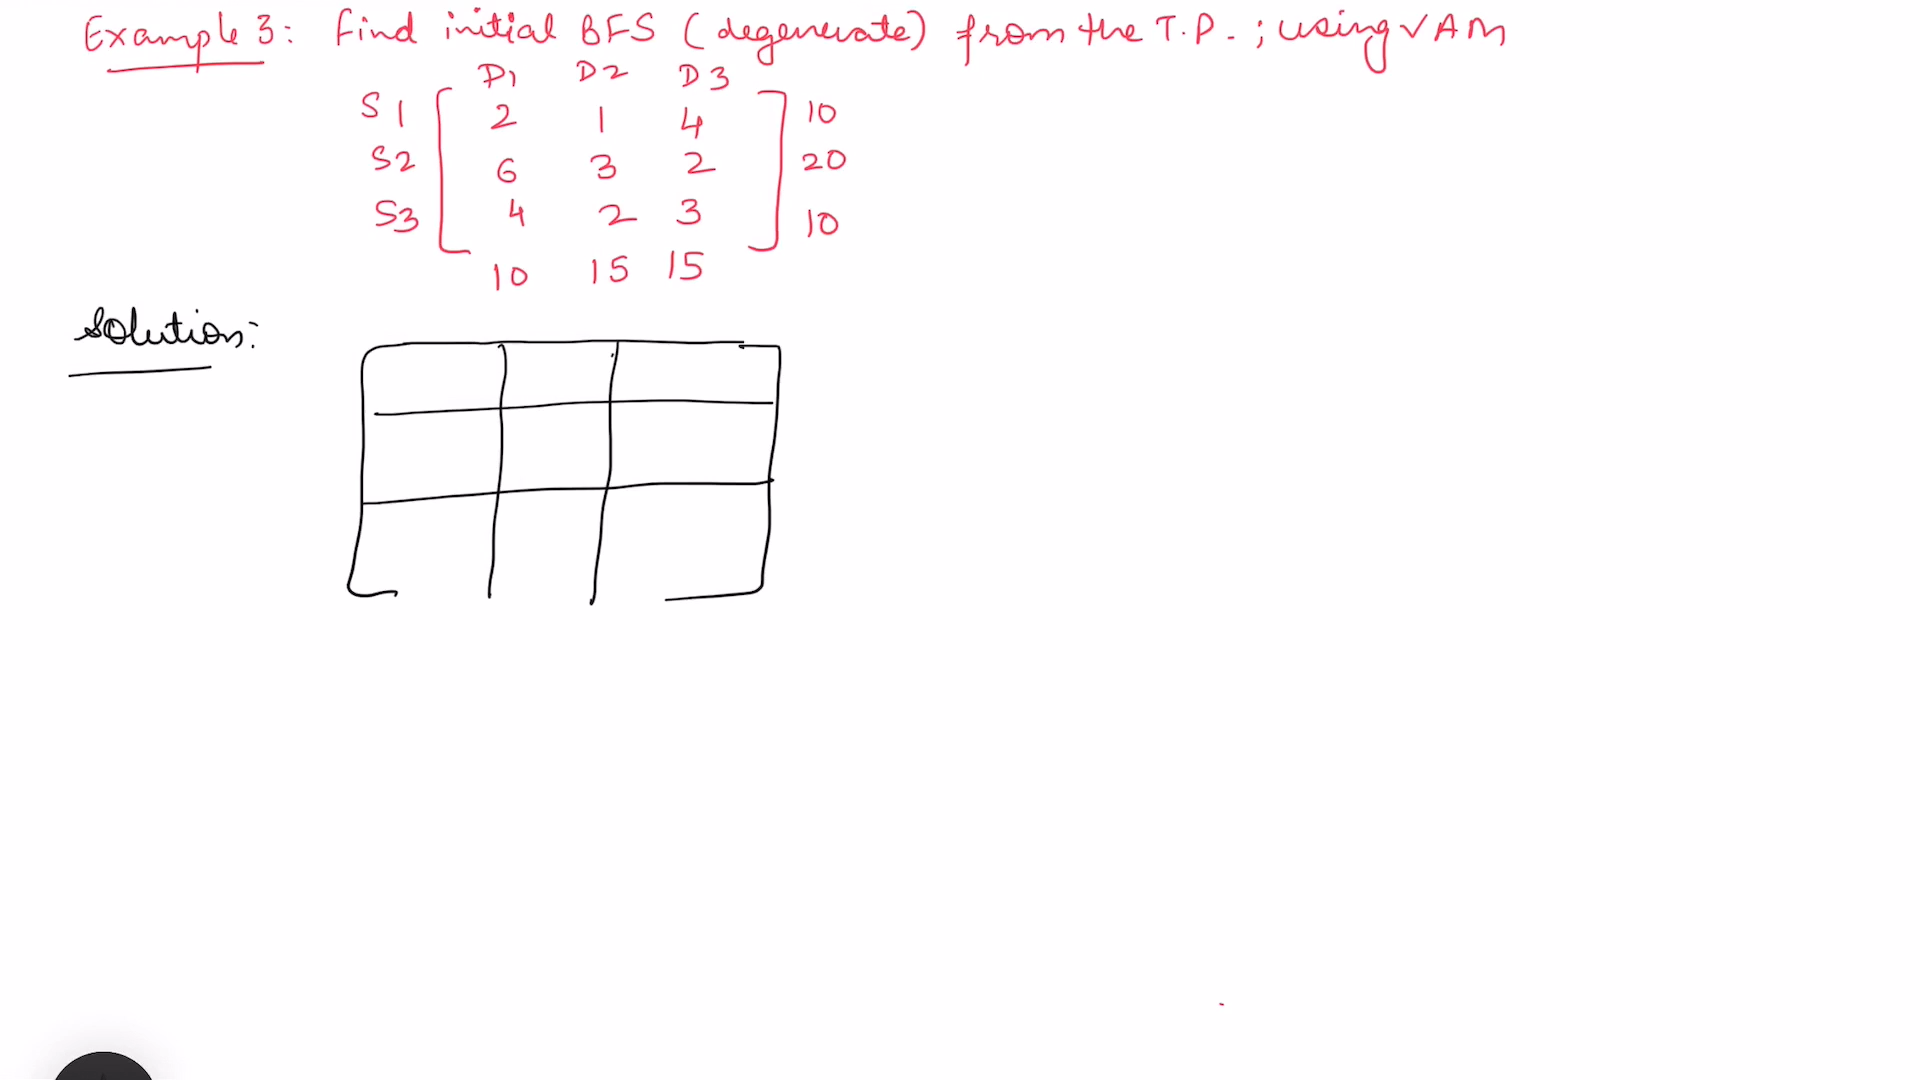 Example 3: Find initial BFS (degenerate) from the T.P. ; using VAM
D1 D2 D3
S1 2 1 4 10
S2 6 3 2 20
S3 4 2 3 10
10 15 15
Solution: